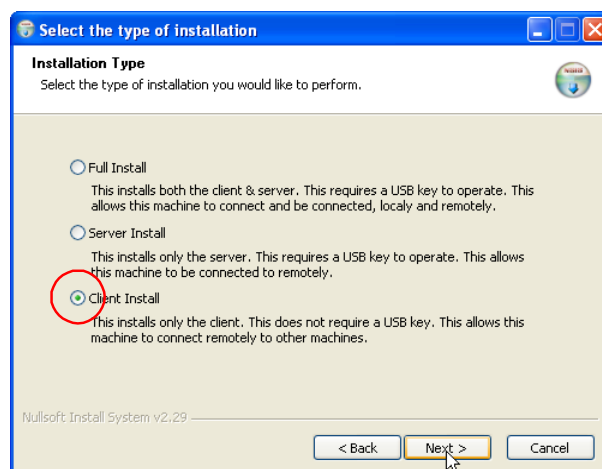 Select the type of installation
Installation Type
Select the type of installation you would like to perform.
Full Install
This installs both the client & server. This requires a USB key to operate. This
allows this machine to connect and be connected, localy and remotely.
Server Install
This installs only the server. This requires a USB key to operate. This allows
this machine to be connected to remotely.
Client Install
This installs only the client. This does not require a USB key. This allows this
machine to connect remotely to other machines.
Nullsoft Install System v2.29
< Back Next > Cancel